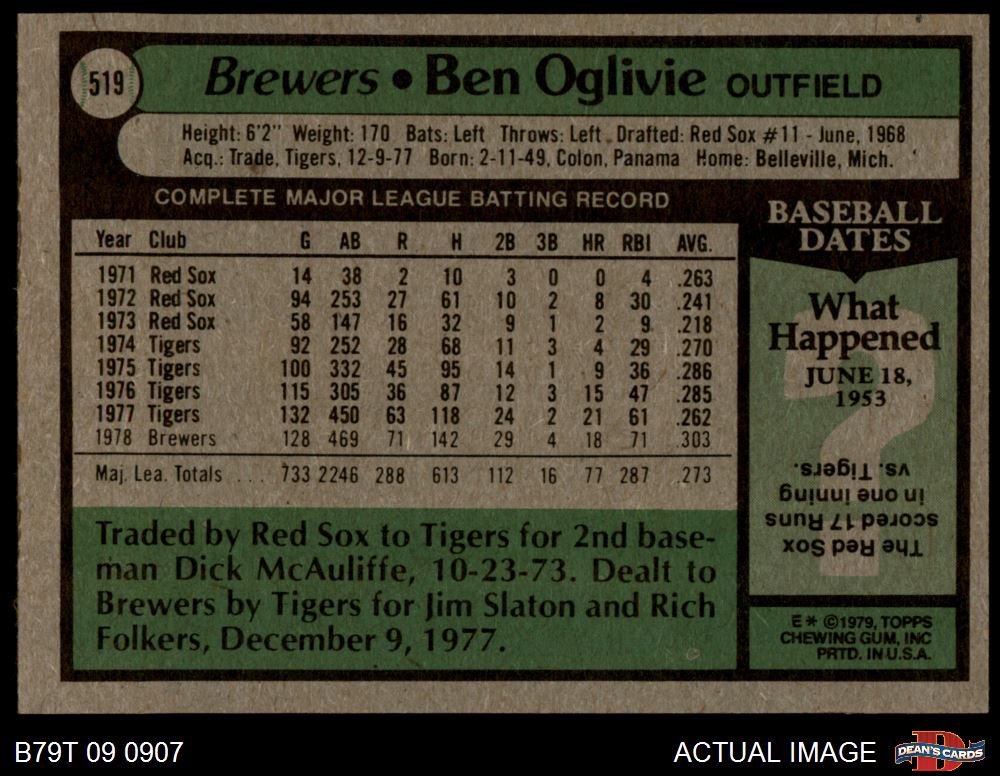 519
Brewers • Ben Oglivie OUTFIELD
Height: 6'2" Weight: 170 Bats: Left Throws: Left Drafted: Red Sox #11 - June, 1968
Acq.: Trade, Tigers, 12-9-77 Born: 2-11-49, Colon, Panama Home: Belleville, Mich.
COMPLETE MAJOR LEAGUE BATTING RECORD
Year Club G AB R H 2B 3B HR RBI AVG.
1971 Red Sox 14 38 2 10 3 0 0 4 .263
1972 Red Sox 94 253 27 61 10 2 8 30 .241
1973 Red Sox 58 147 16 32 9 1 2 9 .218
1974 Tigers 92 252 28 68 11 3 4 29 .270
1975 Tigers 100 332 45 95 14 1 9 36 .286
1976 Tigers 115 305 36 87 12 3 15 47 .285
1977 Tigers 132 450 63 118 24 2 21 61 .262
1978 Brewers 128 469 71 142 29 4 18 71 .303
Maj. Lea. Totals . . . 733 2246 288 613 112 16 77 287 .273
Traded by Red Sox to Tigers for 2nd base-
man Dick McAuliffe, 10-23-73. Dealt to
Brewers by Tigers for Jim Slaton and Rich
Folkers, December 9, 1977.
BASEBALL
DATES
What
Happened
JUNE 18,
1953
?
The Red Sox
scored 17 Runs
in one inning
vs. Tigers.
E* ©1979, TOPPS
CHEWING GUM, INC
PRTD. IN U.S.A.
B79T 09 0907
ACTUAL IMAGE
D
DEAN'S CARDS